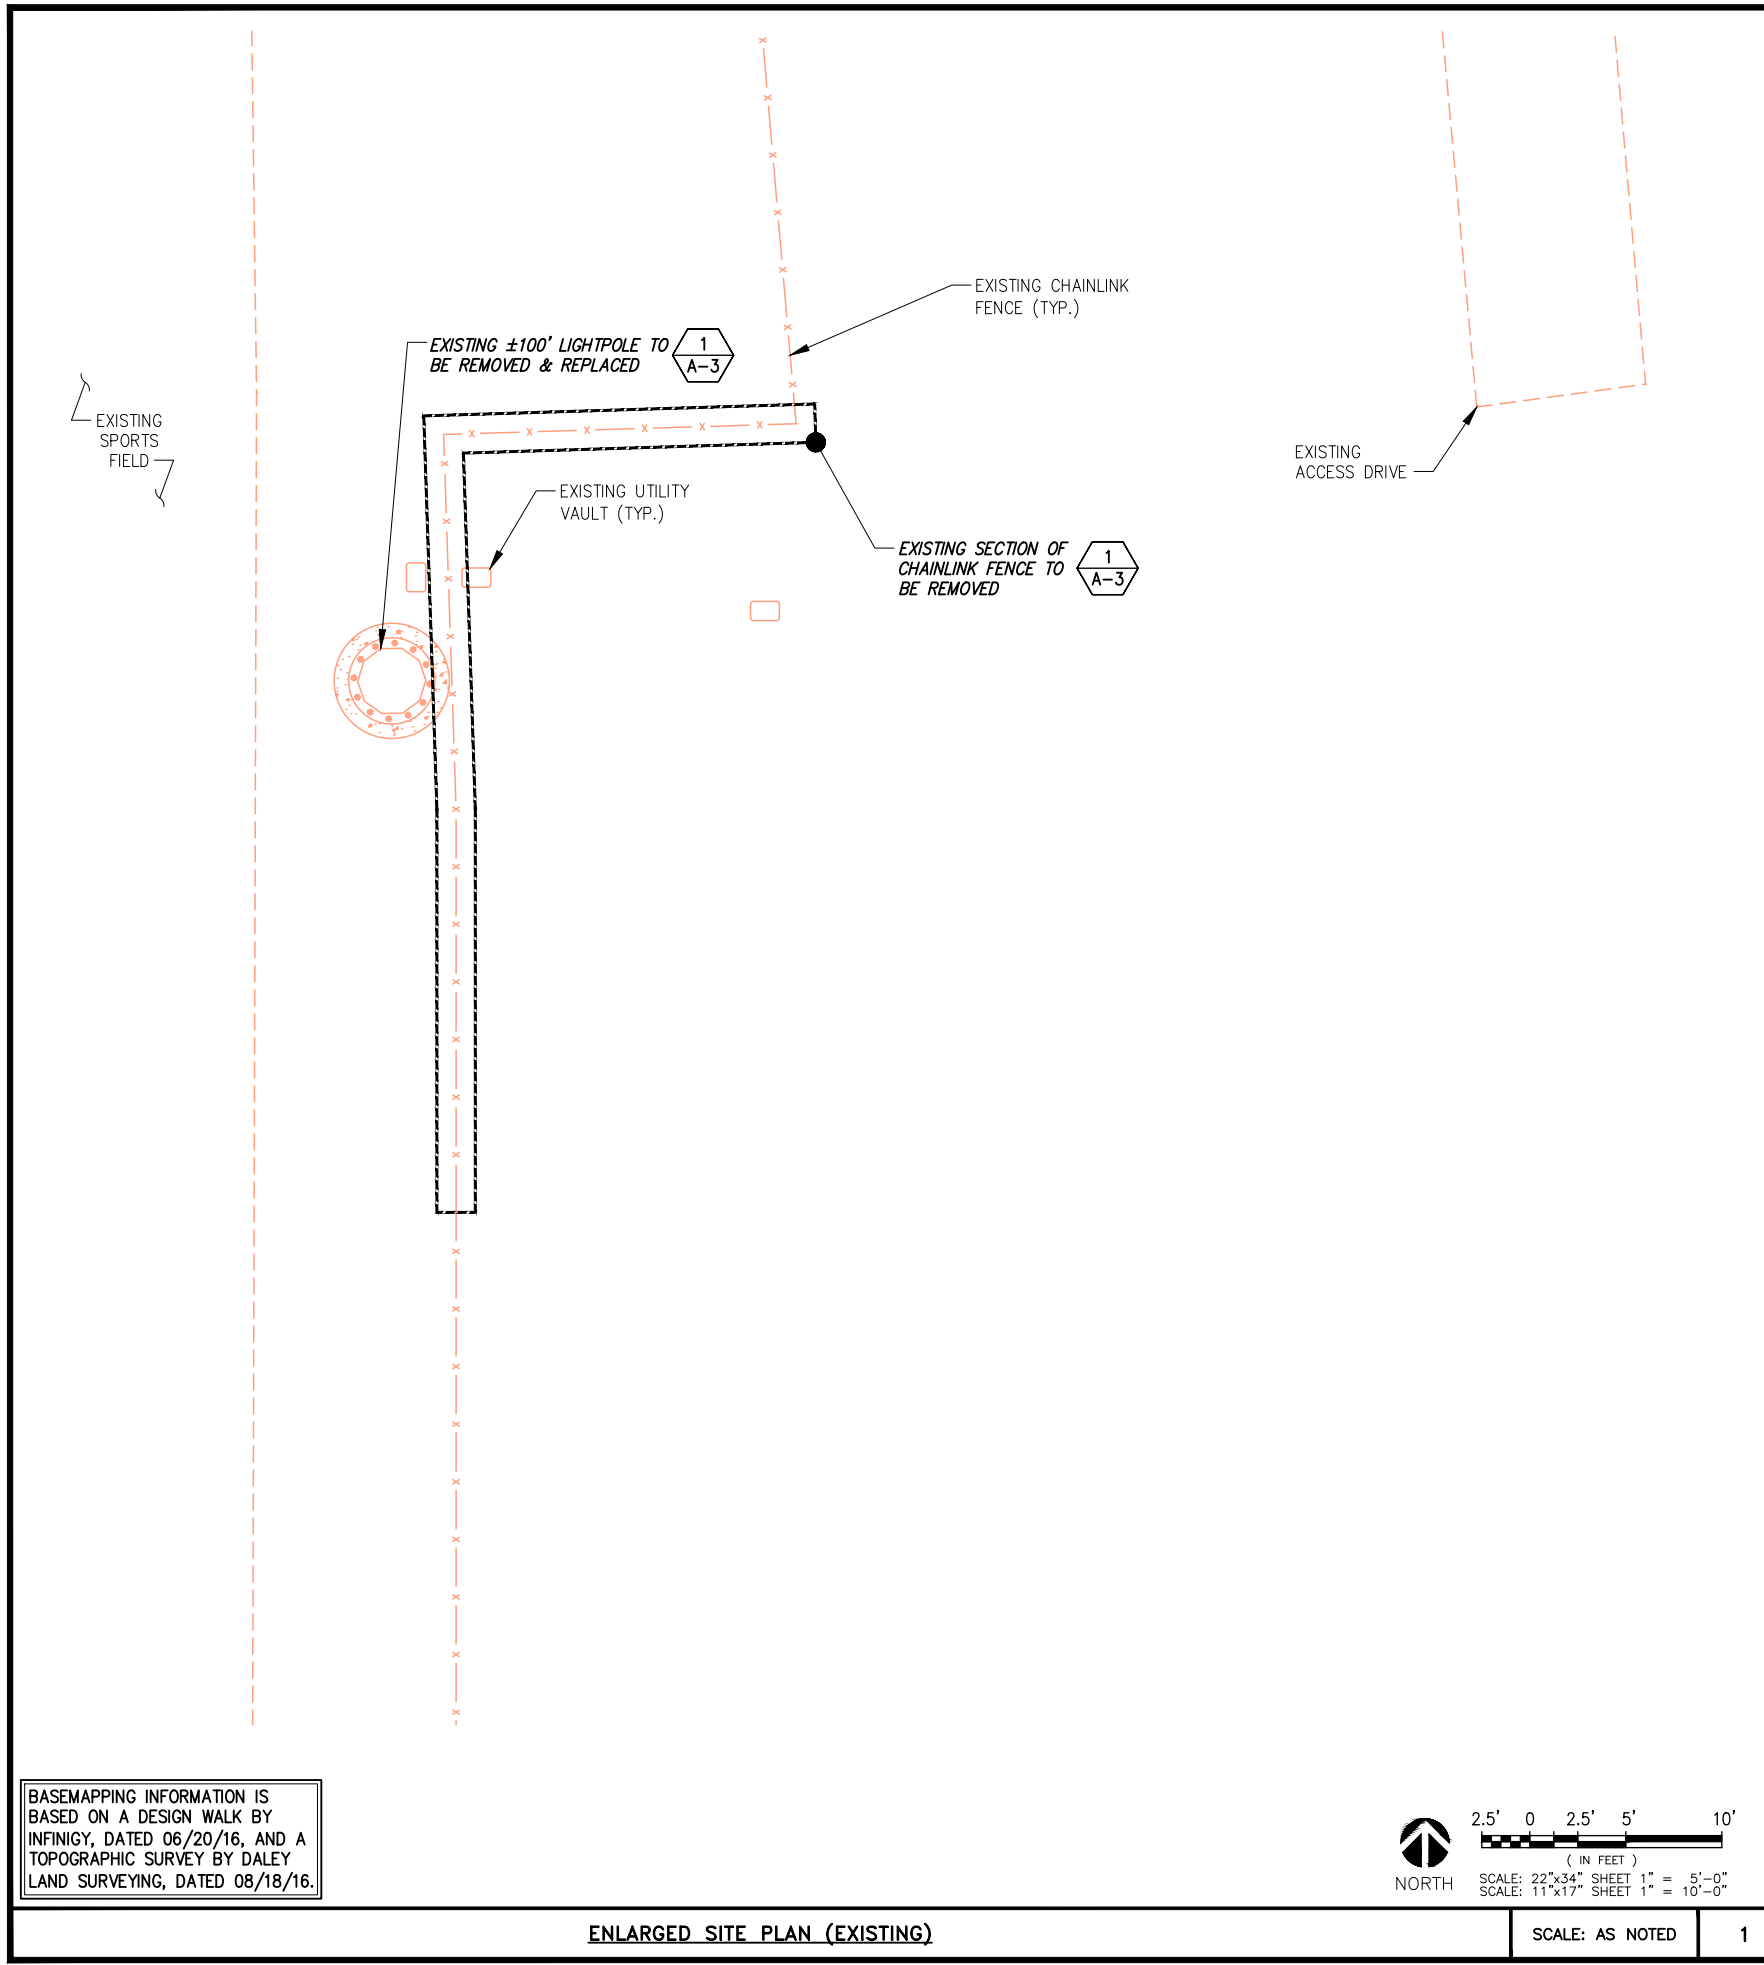 EXISTING CHAINLINK
FENCE (TYP.)
EXISTING ±100' LIGHTPOLE TO
BE REMOVED & REPLACED
1
A-3
EXISTING
SPORTS
FIELD
EXISTING
ACCESS DRIVE
EXISTING UTILITY
VAULT (TYP.)
EXISTING SECTION OF
CHAINLINK FENCE TO
BE REMOVED
1
A-3
BASEMAPPING INFORMATION IS
BASED ON A DESIGN WALK BY
INFINIGY, DATED 06/20/16, AND A
TOPOGRAPHIC SURVEY BY DALEY
LAND SURVEYING, DATED 08/18/16.
NORTH
2.5' 0 2.5' 5' 10'
( IN FEET )
SCALE: 22"x34" SHEET 1" = 5'-0"
SCALE: 11"x17" SHEET 1" = 10'-0"
ENLARGED SITE PLAN (EXISTING)
SCALE: AS NOTED
1